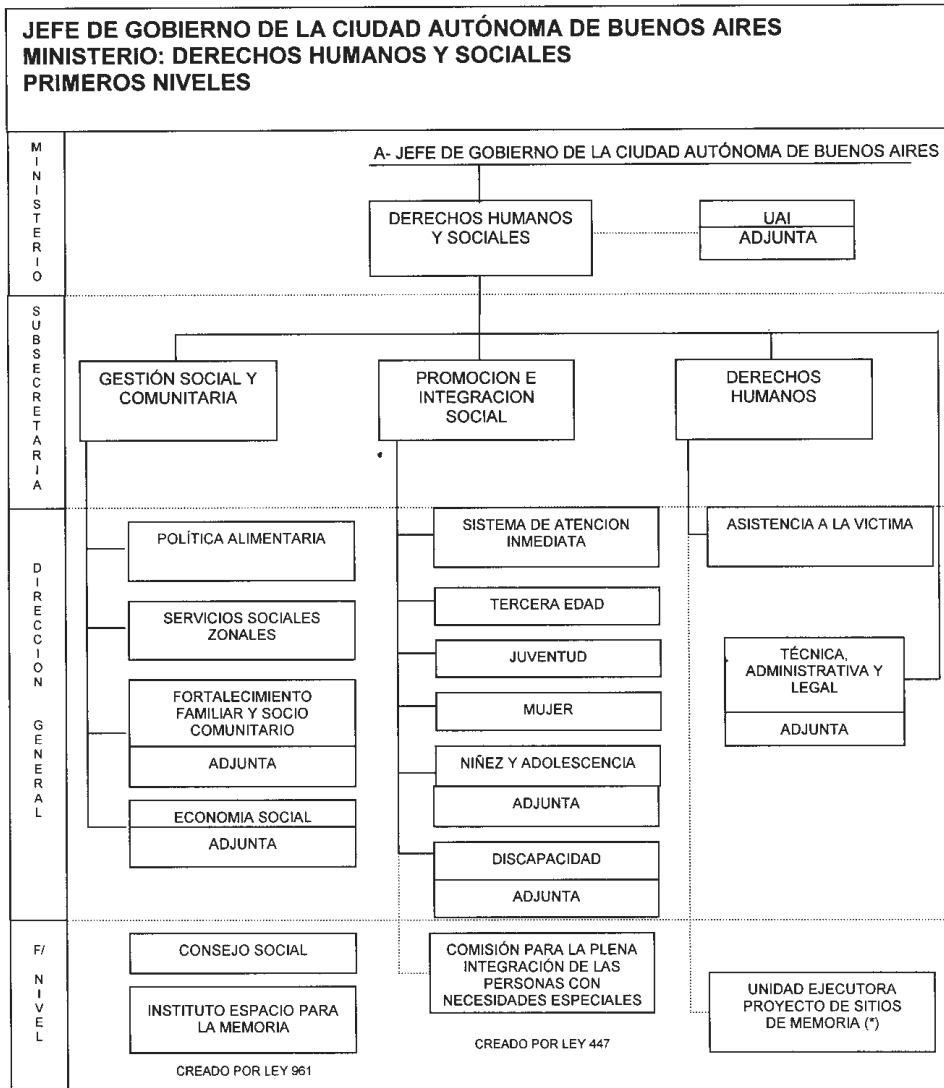 JEFE DE GOBIERNO DE LA CIUDAD AUTÓNOMA DE BUENOS AIRES
MINISTERIO: DERECHOS HUMANOS Y SOCIALES
PRIMEROS NIVELES
MINISTERIO
A- JEFE DE GOBIERNO DE LA CIUDAD AUTÓNOMA DE BUENOS AIRES
DERECHOS HUMANOS
Y SOCIALES
UAI
ADJUNTA
SUBSECRETARIA
GESTIÓN SOCIAL Y
COMUNITARIA
PROMOCION E
INTEGRACION
SOCIAL
DERECHOS
HUMANOS
DIRECCION GENERAL
POLÍTICA ALIMENTARIA
SERVICIOS SOCIALES
ZONALES
FORTALECIMIENTO
FAMILIAR Y SOCIO
COMUNITARIO
ADJUNTA
ECONOMIA SOCIAL
ADJUNTA
SISTEMA DE ATENCION
INMEDIATA
TERCERA EDAD
JUVENTUD
MUJER
NIÑEZ Y ADOLESCENCIA
ADJUNTA
DISCAPACIDAD
ADJUNTA
ASISTENCIA A LA VICTIMA
TÉCNICA,
ADMINISTRATIVA Y
LEGAL
ADJUNTA
F/ NIVEL
CONSEJO SOCIAL
INSTITUTO ESPACIO PARA
LA MEMORIA
CREADO POR LEY 961
COMISIÓN PARA LA PLENA
INTEGRACIÓN DE LAS
PERSONAS CON
NECESIDADES ESPECIALES
CREADO POR LEY 447
UNIDAD EJECUTORA
PROYECTO DE SITIOS
DE MEMORIA (*)